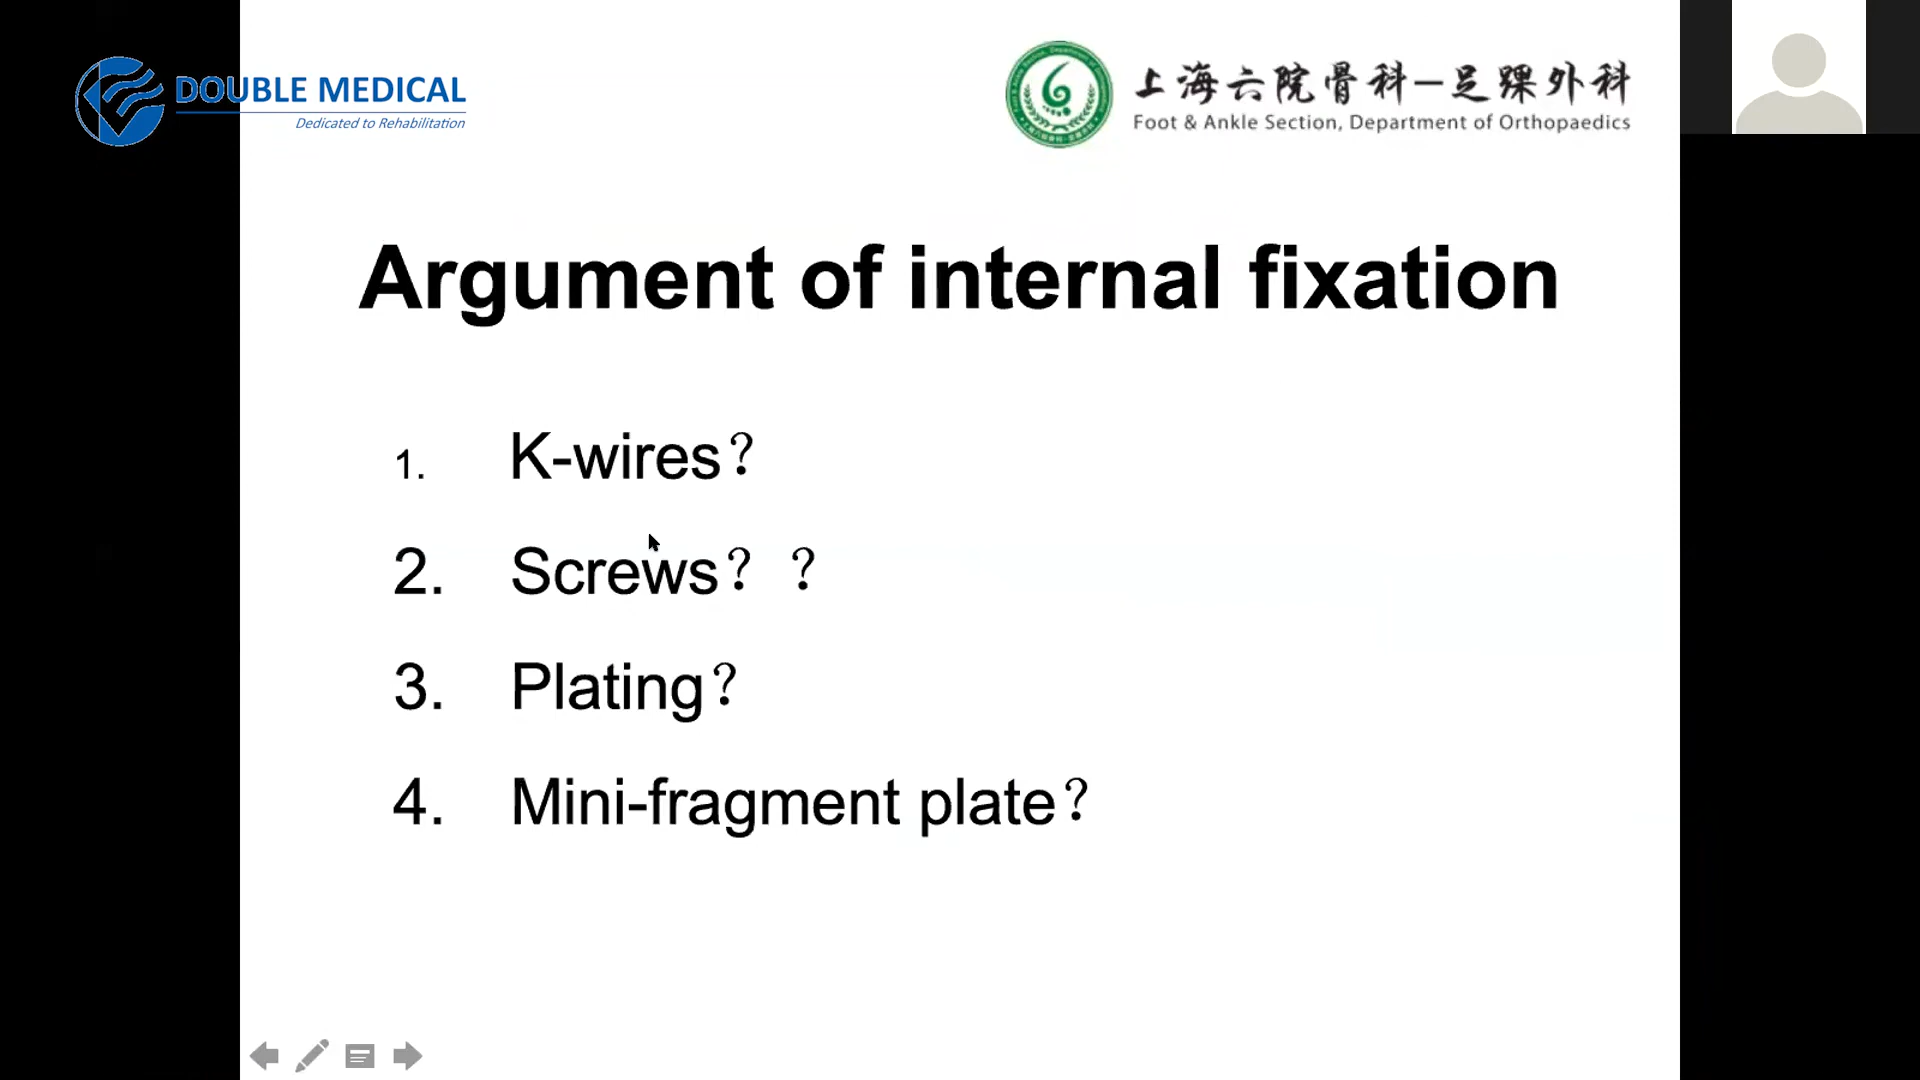 DOUBLE MEDICAL
Dedicated to Rehabilitation
上海六院骨科—足踝外科
Foot & Ankle Section, Department of Orthopaedics
Argument of internal fixation
1. K-wires？
2. Screws？ ？
3. Plating？
4. Mini-fragment plate？